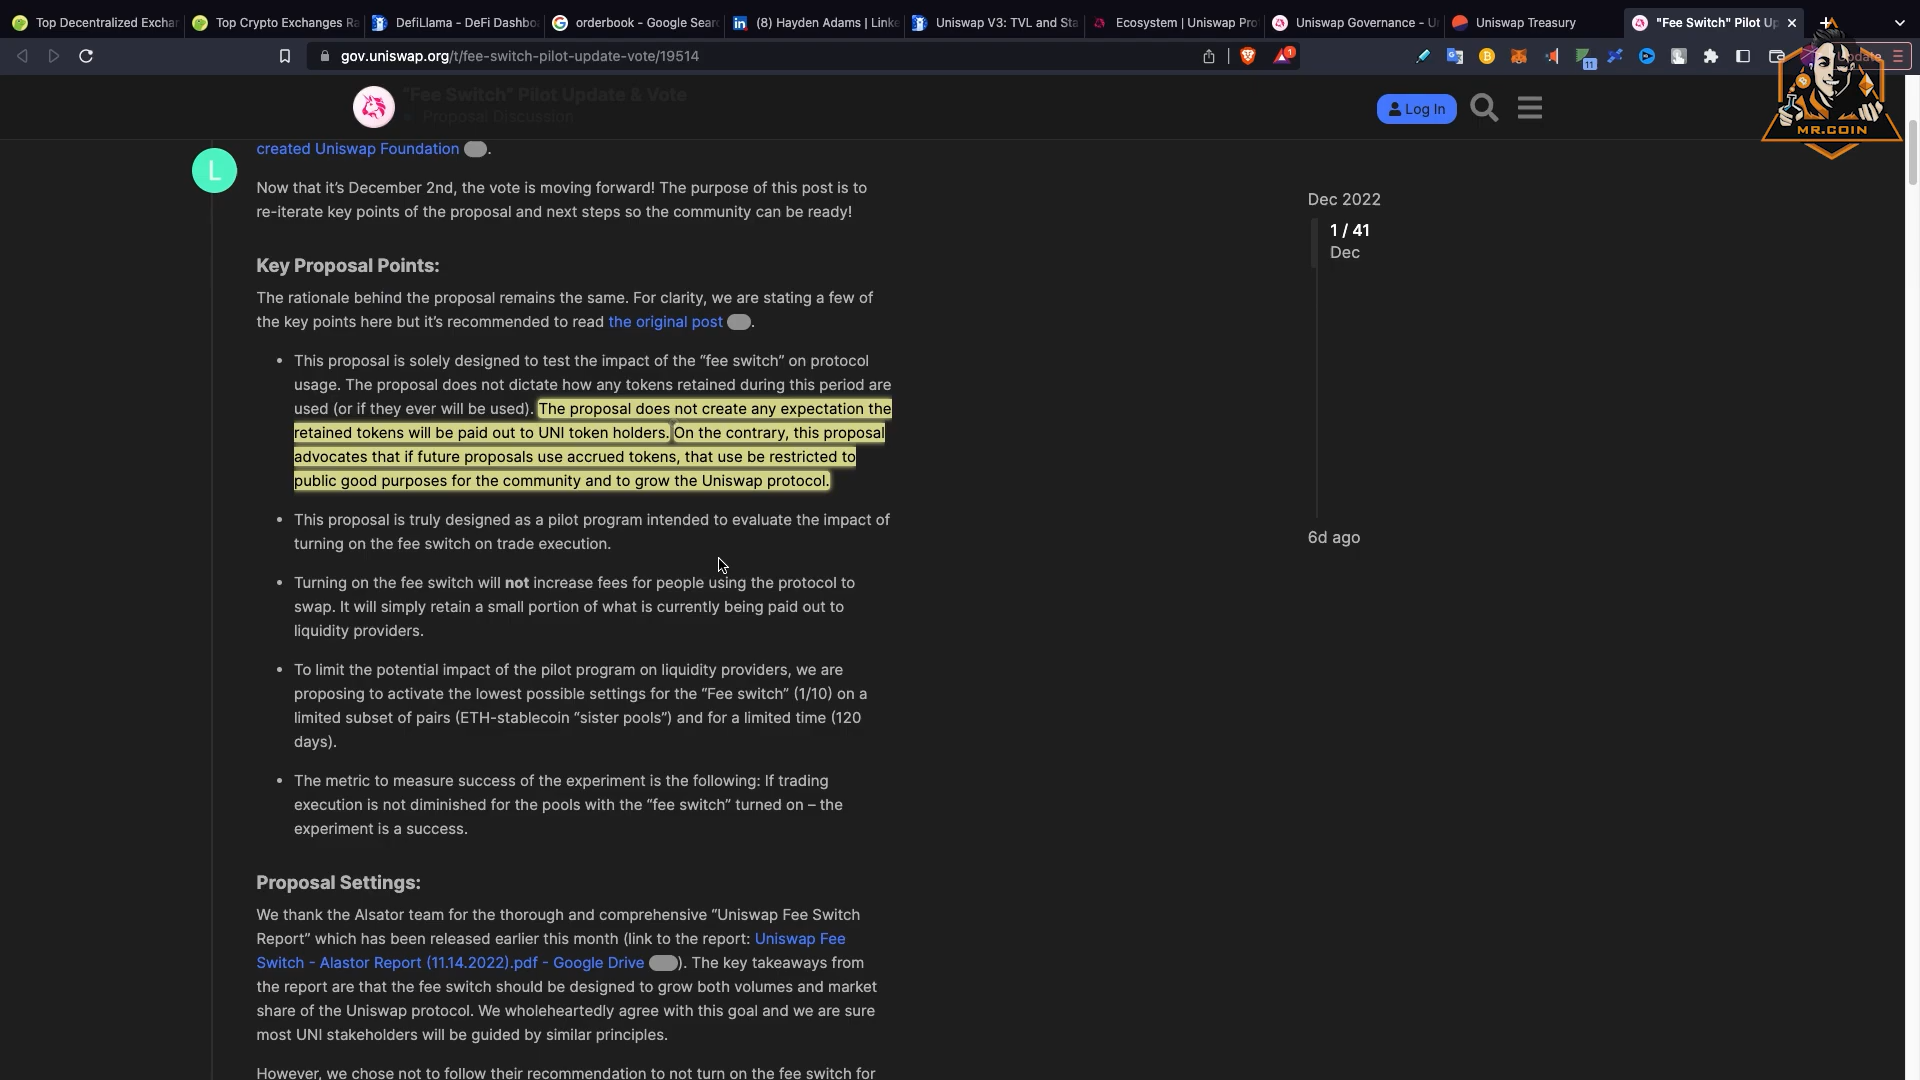 Top Decentralized Exchan
Top Crypto Exchanges Ra
DefiLlama - DeFi Dashbo
orderbook - Google Sear
(8) Hayden Adams | Linke
Uniswap V3: TVL and Sta
Ecosystem | Uniswap Pro
Uniswap Governance - U
Uniswap Treasury
"Fee Switch" Pilot Up
gov.uniswap.org/t/fee-switch-pilot-update-vote/19514
1
11
MR.COIN
"Fee Switch" Pilot Update & Vote
Proposal Discussion
Log In
created Uniswap Foundation .
L
Now that it's December 2nd, the vote is moving forward! The purpose of this post is to
re-iterate key points of the proposal and next steps so the community can be ready!
Dec 2022
1 / 41
Dec
6d ago
Key Proposal Points:
The rationale behind the proposal remains the same. For clarity, we are stating a few of
the key points here but it's recommended to read the original post .
• This proposal is solely designed to test the impact of the “fee switch” on protocol
usage. The proposal does not dictate how any tokens retained during this period are
used (or if they ever will be used). The proposal does not create any expectation the
retained tokens will be paid out to UNI token holders. On the contrary, this proposal
advocates that if future proposals use accrued tokens, that use be restricted to
public good purposes for the community and to grow the Uniswap protocol.
• This proposal is truly designed as a pilot program intended to evaluate the impact of
turning on the fee switch on trade execution.
• Turning on the fee switch will not increase fees for people using the protocol to
swap. It will simply retain a small portion of what is currently being paid out to
liquidity providers.
• To limit the potential impact of the pilot program on liquidity providers, we are
proposing to activate the lowest possible settings for the “Fee switch” (1/10) on a
limited subset of pairs (ETH-stablecoin “sister pools”) and for a limited time (120
days).
• The metric to measure success of the experiment is the following: If trading
execution is not diminished for the pools with the “fee switch” turned on – the
experiment is a success.
Proposal Settings:
We thank the Alsator team for the thorough and comprehensive “Uniswap Fee Switch
Report” which has been released earlier this month (link to the report: Uniswap Fee
Switch - Alastor Report (11.14.2022).pdf - Google Drive ). The key takeaways from
the report are that the fee switch should be designed to grow both volumes and market
share of the Uniswap protocol. We wholeheartedly agree with this goal and we are sure
most UNI stakeholders will be guided by similar principles.
However, we chose not to follow their recommendation to not turn on the fee switch for